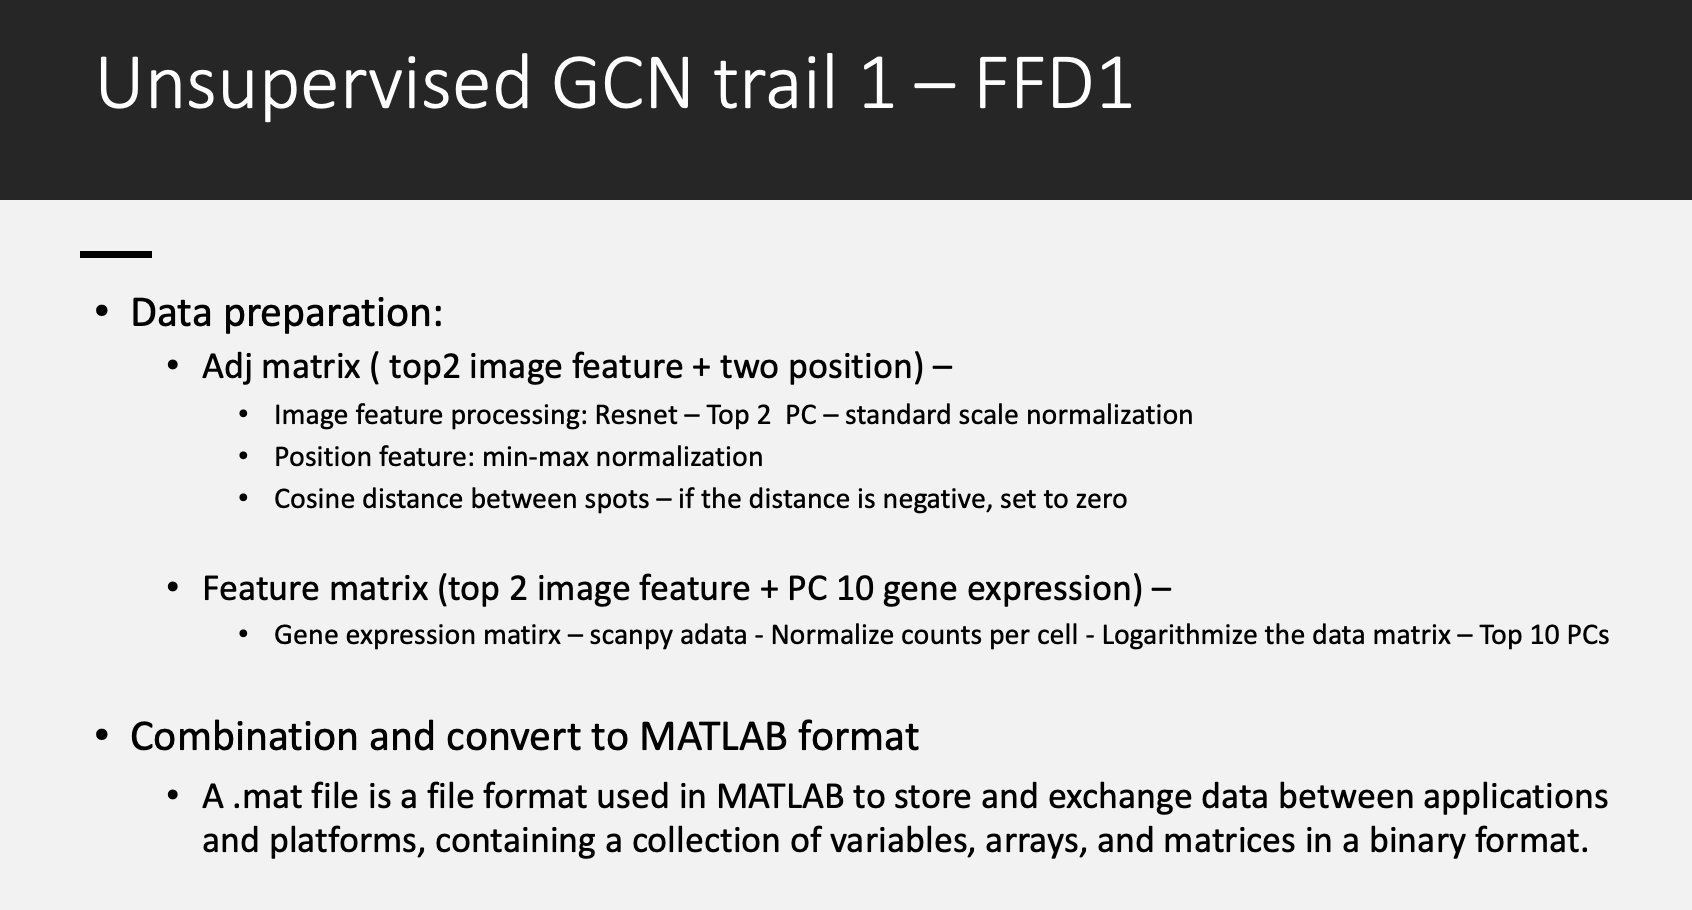 Unsupervised GCN trail 1 – FFD1
• Data preparation:
• Adj matrix ( top2 image feature + two position) –
• Image feature processing: Resnet – Top 2  PC – standard scale normalization
• Position feature: min-max normalization
• Cosine distance between spots – if the distance is negative, set to zero
• Feature matrix (top 2 image feature + PC 10 gene expression) –
• Gene expression matirx – scanpy adata - Normalize counts per cell - Logarithmize the data matrix – Top 10 PCs
• Combination and convert to MATLAB format
• A .mat file is a file format used in MATLAB to store and exchange data between applications
and platforms, containing a collection of variables, arrays, and matrices in a binary format.